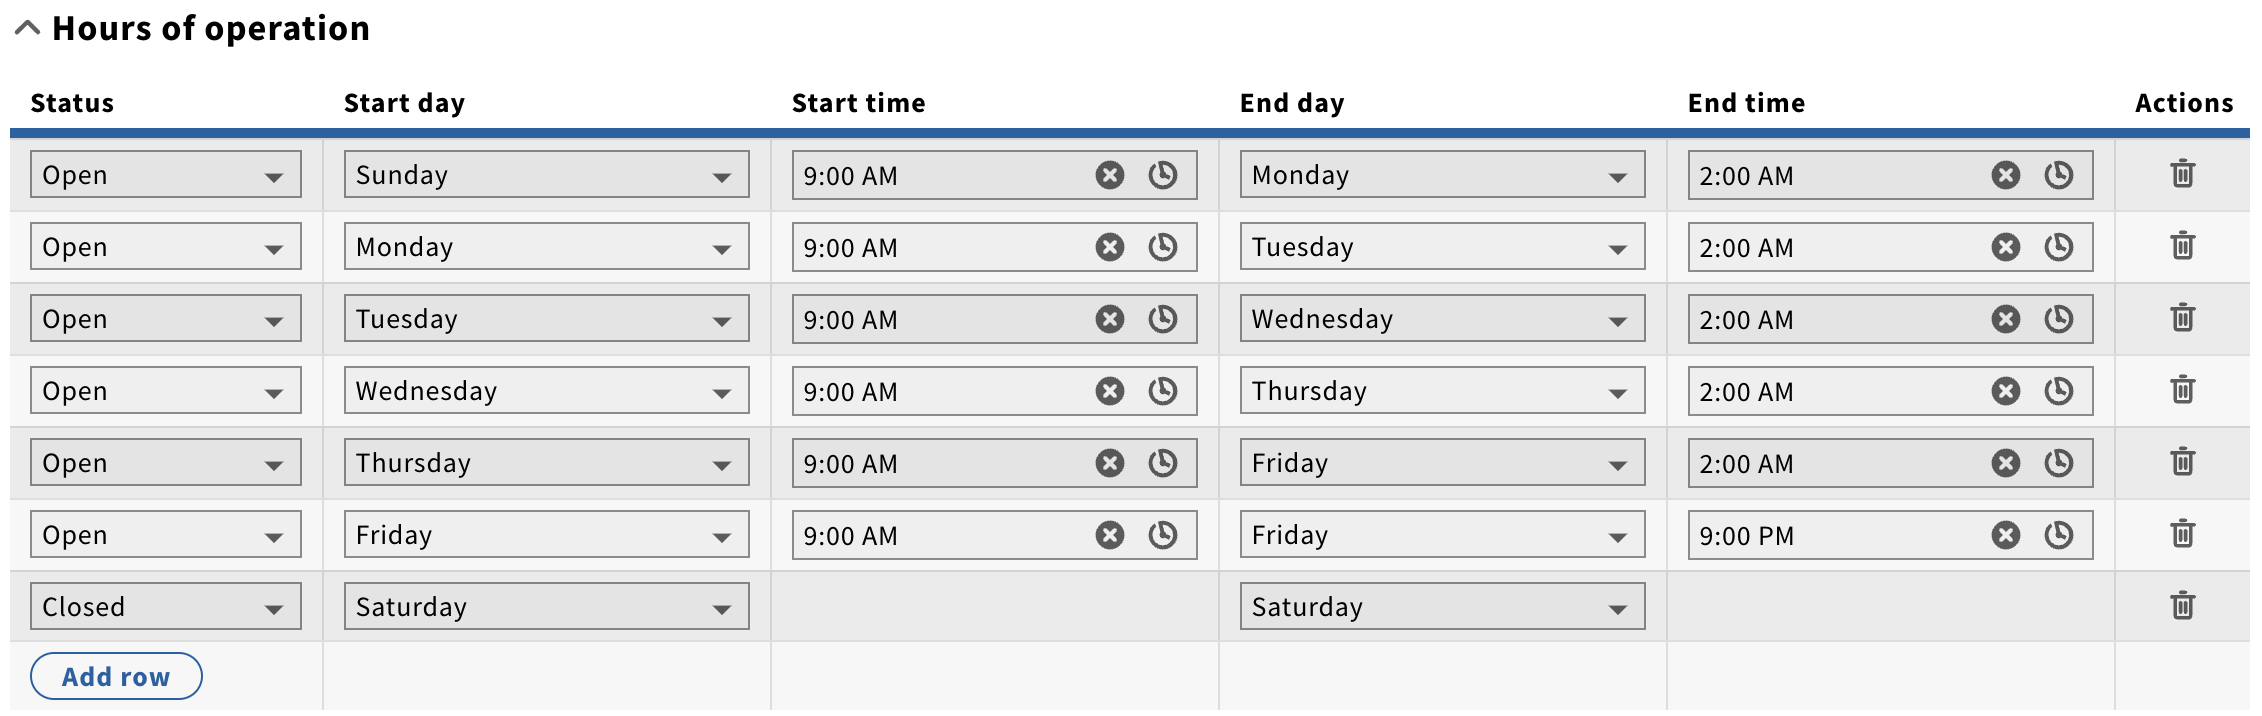 Hours of operation
Status Start day Start time End day End time Actions
Open Sunday 9:00 AM Monday 2:00 AM
Open Monday 9:00 AM Tuesday 2:00 AM
Open Tuesday 9:00 AM Wednesday 2:00 AM
Open Wednesday 9:00 AM Thursday 2:00 AM
Open Thursday 9:00 AM Friday 2:00 AM
Open Friday 9:00 AM Friday 9:00 PM
Closed Saturday Saturday
Add row